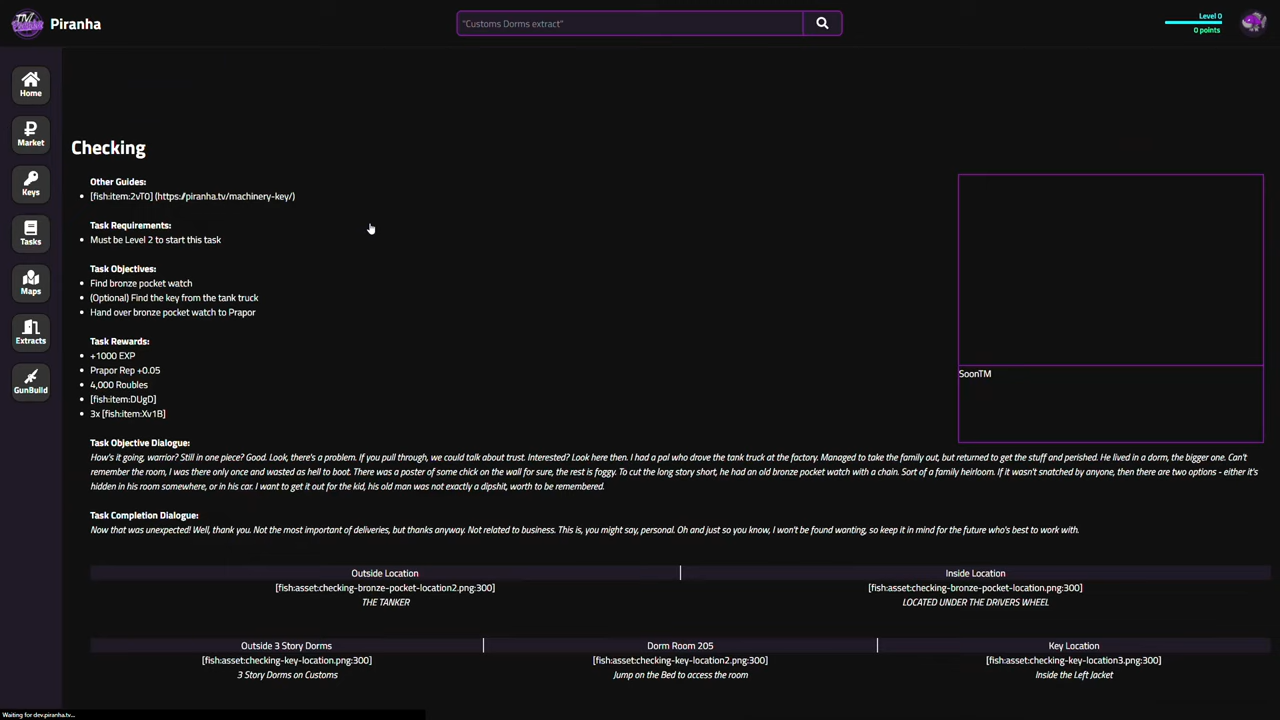 Piranha
"Customs Dorms extract"
Level 0
0 points
Home
Market
Keys
Tasks
Maps
Extracts
GunBuild
Checking
Other Guides:
[fish:item:2vT0] (https://piranha.tv/machinery-key/)
Task Requirements:
Must be Level 2 to start this task
Task Objectives:
Find bronze pocket watch
(Optional) Find the key from the tank truck
Hand over bronze pocket watch to Prapor
Task Rewards:
+1000 EXP
Prapor Rep +0.05
4,000 Roubles
[fish:item:DUgD]
3x [fish:item:Xv1B]
SoonTM
Task Objective Dialogue:
How's it going, warrior? Still in one piece? Good. Look, there's a problem. If you pull through, we could talk about trust. Interested? Look here then. I had a pal who drove the tank truck at the factory. Managed to take the family out, but returned to get the stuff and perished. He lived in a dorm, the bigger one. Can't
remember the room, I was there only once and wasted as hell to boot. There was a poster of some chick on the wall for sure, the rest is foggy. To cut the long story short, he had an old bronze pocket watch with a chain. Sort of a family heirloom. If it wasn't snatched by anyone, then there are two options - either it's
hidden in his room somewhere, or in his car. I want to get it out for the kid, his old man was not exactly a dipshit, worth to be remembered.
Task Completion Dialogue:
Now that was unexpected! Well, thank you. Not the most important of deliveries, but thanks anyway. Not related to business. This is, you might say, personal. Oh and just so you know, I won't be found wanting, so keep it in mind for the future who's best to work with.
Outside Location
Inside Location
[fish:asset:checking-bronze-pocket-location2.png:300]
[fish:asset:checking-bronze-pocket-location.png:300]
THE TANKER
LOCATED UNDER THE DRIVERS WHEEL
Outside 3 Story Dorms
Dorm Room 205
Key Location
[fish:asset:checking-key-location.png:300]
[fish:asset:checking-key-location2.png:300]
[fish:asset:checking-key-location3.png:300]
3 Story Dorms on Customs
Jump on the Bed to access the room
Inside the Left Jacket
Waiting for dev.piranha.tv...